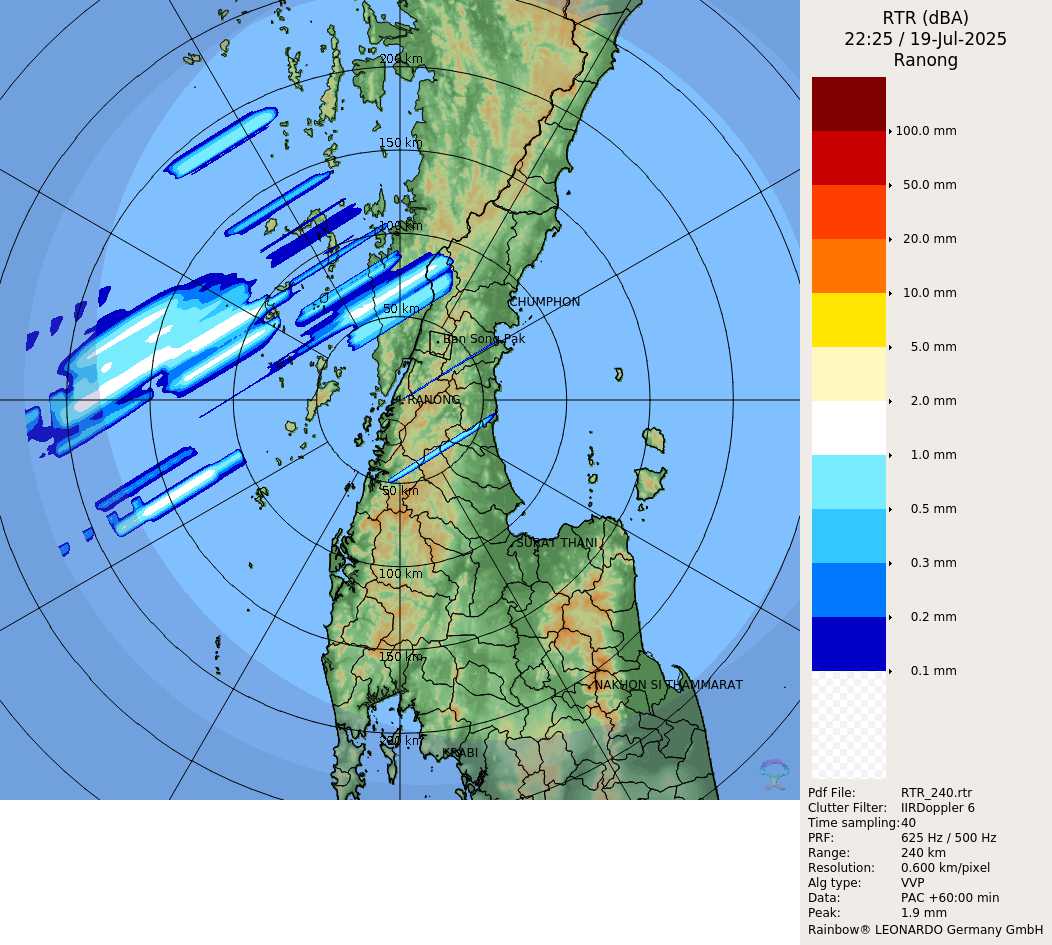 RTR (dBA)
22:25 / 19-Jul-2025
Ranong
100.0 mm
50.0 mm
20.0 mm
10.0 mm
5.0 mm
2.0 mm
1.0 mm
0.5 mm
0.3 mm
0.2 mm
0.1 mm
200 km
150 km
100 km
50 km
CHUMPHON
Ban Song Pak
RANONG
50 km
SURAT THANI
100 km
150 km
NAKHON SI THAMMARAT
200 km
KRABI
Pdf File: RTR_240.rtr
Clutter Filter: IIRDoppler 6
Time sampling:40
PRF: 625 Hz / 500 Hz
Range: 240 km
Resolution: 0.600 km/pixel
Alg type: VVP
Data: PAC +60:00 min
Peak: 1.9 mm
Rainbow® LEONARDO Germany GmbH